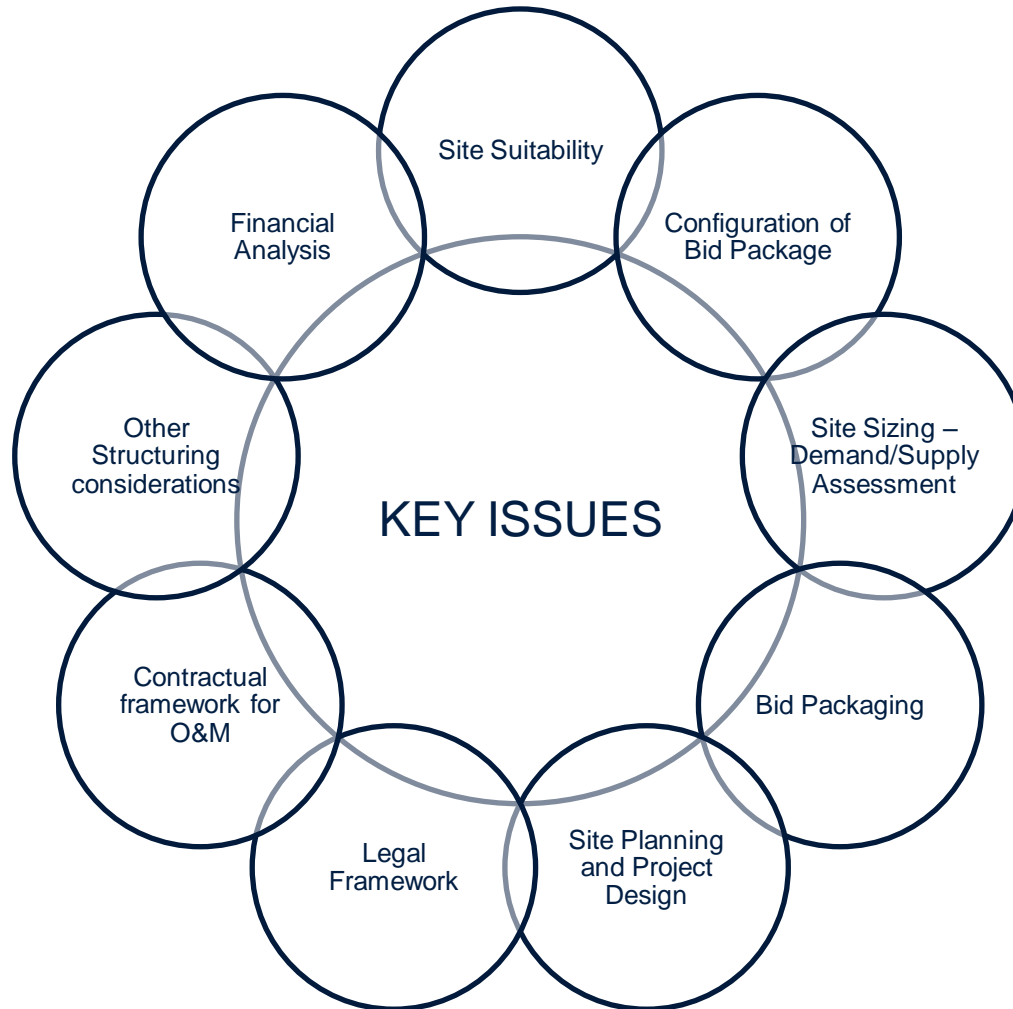 Site Suitability
Configuration of
Bid Package
Site Sizing –
Demand/Supply
Assessment
Bid Packaging
Site Planning
and Project
Design
Legal
Framework
Contractual
framework for
O&M
Other
Structuring
considerations
Financial
Analysis
KEY ISSUES